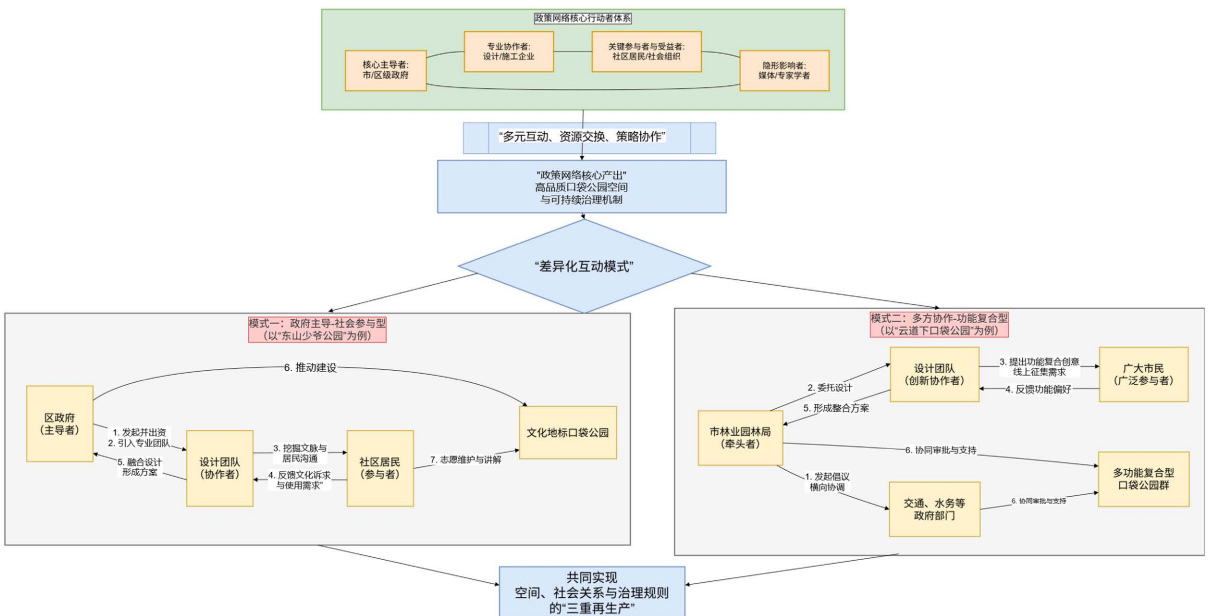 政策网络核心行动者体系
核心主导者:
市/区级政府
专业协作者:
设计/施工企业
关键参与者与受益者:
社区居民/社会组织
隐形影响者:
媒体/专家学者
“多元互动、资源交换、策略协作”
"政策网络核心产出"
高品质口袋公园空间
与可持续治理机制
“差异化互动模式”
模式一：政府主导-社会参与型
（以“东山少爷公园”为例）
6. 推动建设
区政府
（主导者）
1. 发起并出资
2. 引入专业团队
5. 融合设计
形成方案
设计团队
（协作者）
3. 挖掘文脉与
居民沟通
4. 反馈文化诉求
与使用需求”
社区居民
（参与者）
7. 志愿维护与讲解
文化地标口袋公园
模式二：多方协作-功能复合型
（以“云道下口袋公园”为例）
市林业园林局
（牵头者）
2. 委托设计
5. 形成整合方案
设计团队
（创新协作者）
3. 提出功能复合创意
线上征集需求
4. 反馈功能偏好
广大市民
（广泛参与者）
6. 协同审批与支持
1. 发起倡议
横向协调
交通、水务等
政府部门
6. 协同审批与支持
多功能复合型
口袋公园群
共同实现
空间、社会关系与治理规则
的“三重再生产”